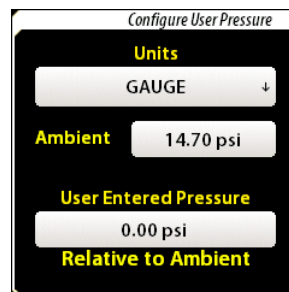 Configure User Pressure
Units
GAUGE ↓
Ambient 14.70 psi
User Entered Pressure
0.00 psi
Relative to Ambient